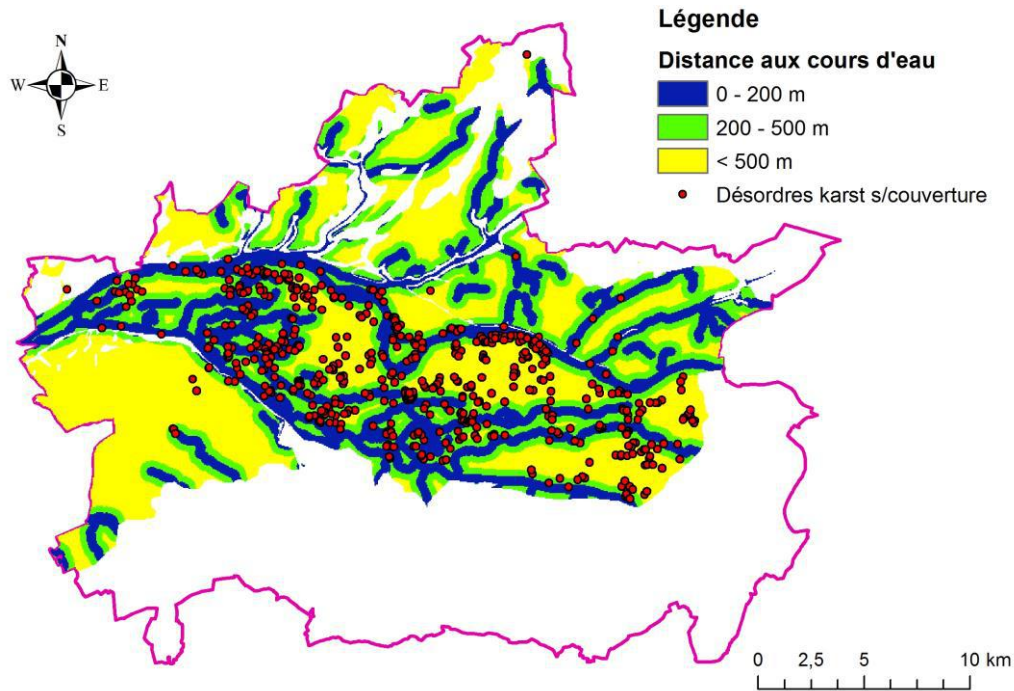 N
W E
S
Légende
Distance aux cours d'eau
0 - 200 m
200 - 500 m
< 500 m
Désordres karst s/couverture
0 2,5 5 10 km